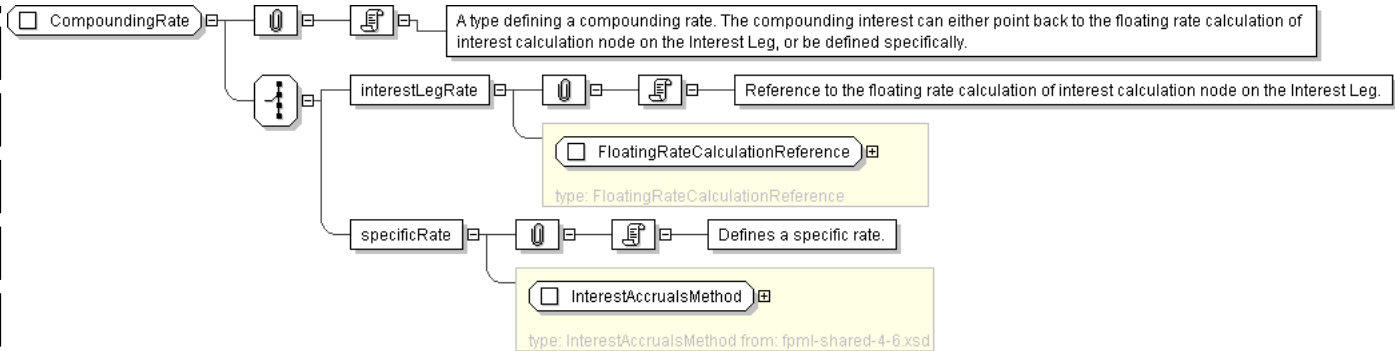 CompoundingRate
A type defining a compounding rate. The compounding interest can either point back to the floating rate calculation of
interest calculation node on the Interest Leg, or be defined specifically.
interestLegRate
Reference to the floating rate calculation of interest calculation node on the Interest Leg.
FloatingRateCalculationReference
type: FloatingRateCalculationReference
specificRate
Defines a specific rate.
InterestAccrualsMethod
type: InterestAccrualsMethod from: fpml-shared-4-6.xsd